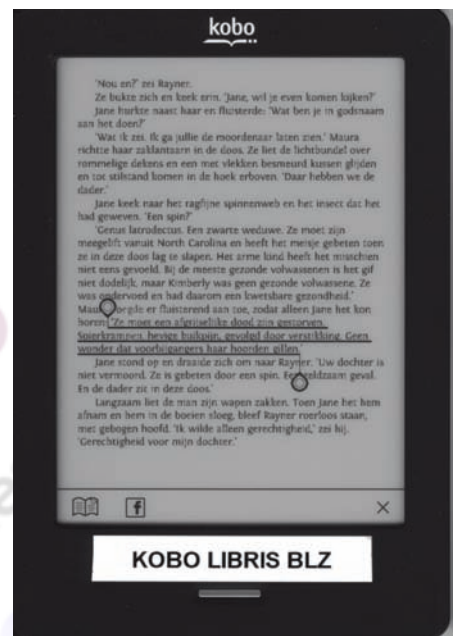 kobo
'Nou en?' zei Rayner.
Ze bukte zich en keek erin. 'Jane, wil je even komen kijken?'
Jane hurkte naast haar en fluisterde: 'Wat ben je in godsnaam
aan het doen?'
'Wat ik zei. Ik ga jullie de moordenaar laten zien.' Maura
richtte haar zaklantaarn in de doos. Ze liet de lichtbundel over
rommelige dekens en een met vlekken besmeurd kussen glijden
en tot stilstand komen in de hoek erboven. 'Daar hebben we de
dader.'
Jane keek naar het ragfijne spinnenweb en het insect dat het
had geweven. 'Een spin?'
'Genus latrodectus. Een zwarte weduwe. Ze moet zijn
meegelift vanuit North Carolina en heeft het meisje gebeten toen
ze in deze doos lag te slapen. Het arme kind heeft het misschien
niet eens gevoeld. Bij de meeste gezonde volwassenen is het gif
niet dodelijk, maar Kimberly was geen gezonde volwassene. Ze
was ondervoed en had daarom een kwetsbare gezondheid.'
Maura voegde er fluisterend aan toe, zodat alleen Jane het kon
horen: 'Ze moet een afgrijselijke dood zijn gestorven.
Spierkrampen, hevige buikpijn, gevolgd door verstikking. Geen
wonder dat voorbijgangers haar hoorden gillen.'
Jane stond op en draaide zich om naar Rayner. 'Uw dochter is
niet vermoord. Ze is gebeten door een spin. Een zeldzaam geval.
En de dader zit in deze doos.'
Langzaam liet de man zijn wapen zakken. Toen Jane het hem
afnam en hem in de boeien sloeg, bleef Rayner roerloos staan,
met gebogen hoofd. 'Ik wilde alleen gerechtigheid,' zei hij.
'Gerechtigheid voor mijn dochter.'
f
KOBO LIBRIS BLZ